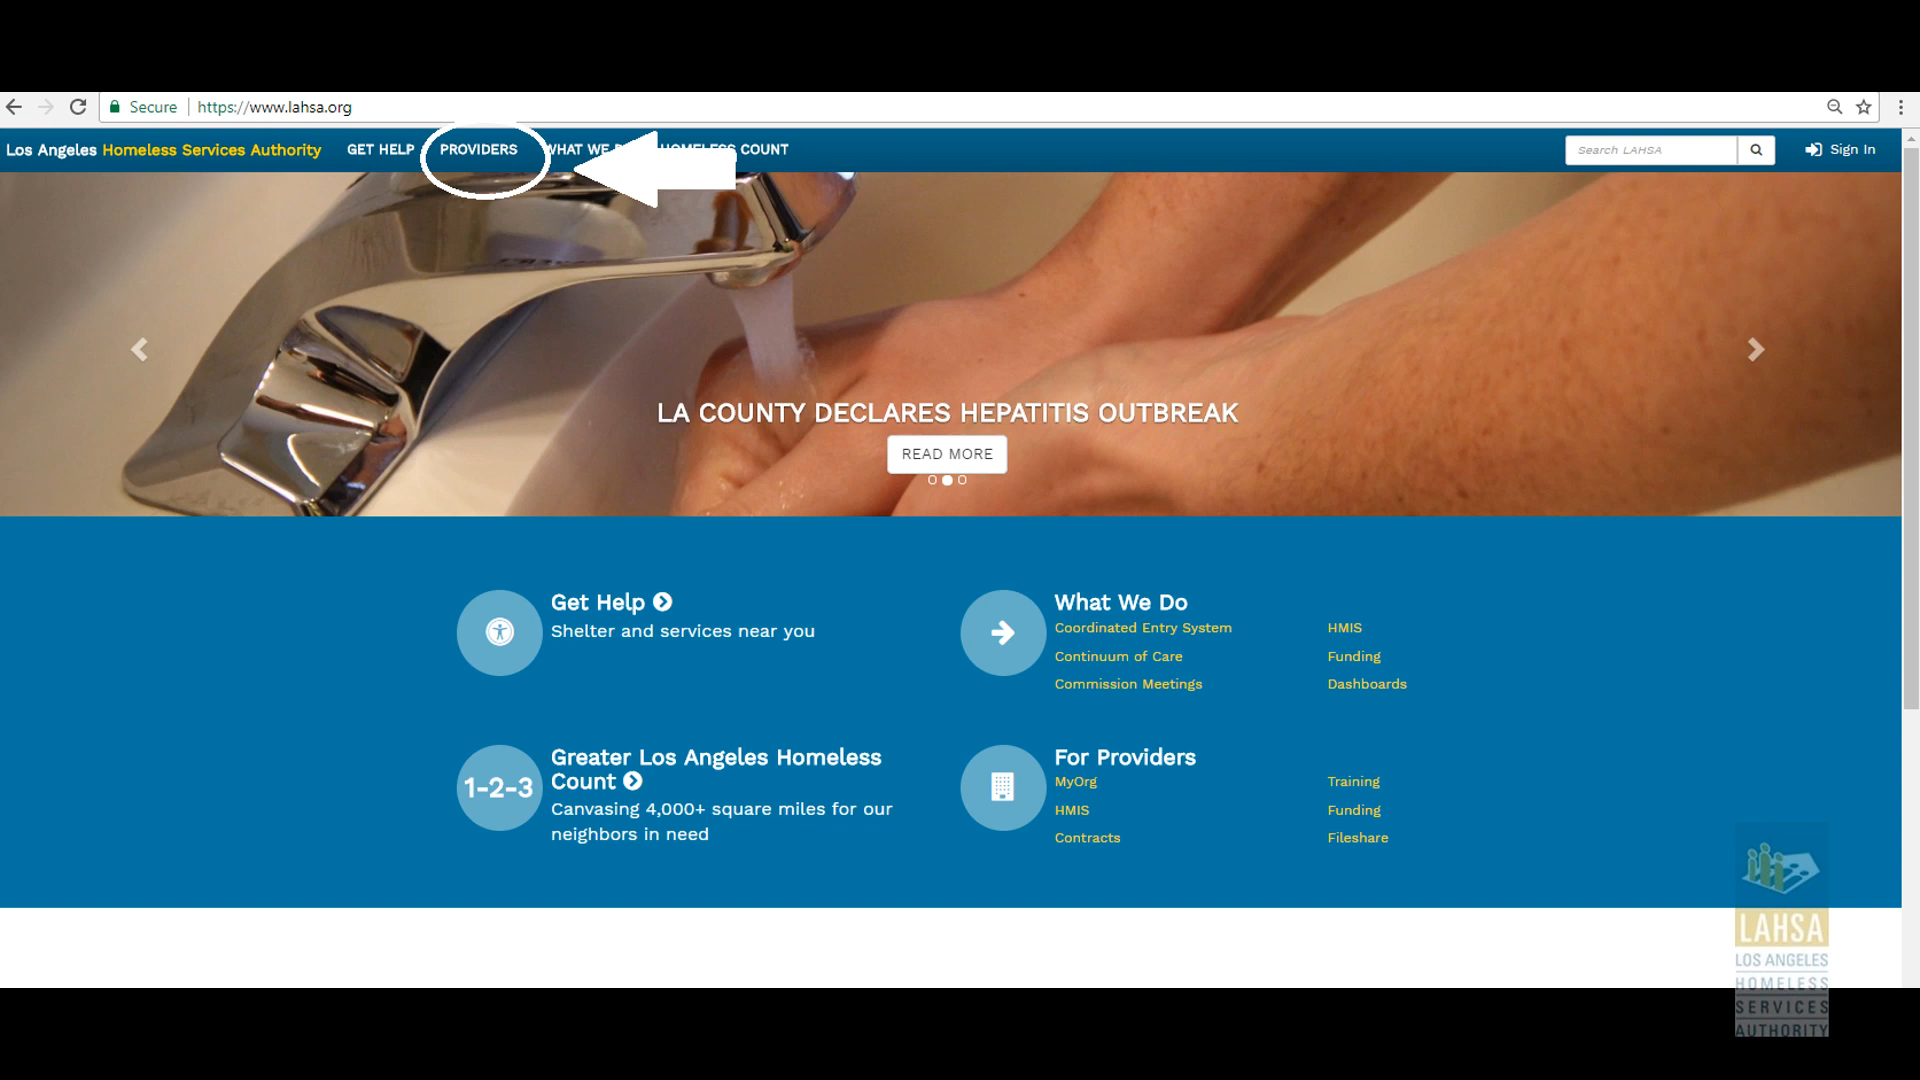 Secure https://www.lahsa.org
Los Angeles Homeless Services Authority GET HELP PROVIDERS WHAT WE HOMELESS COUNT Search LAHSA Sign In
LA COUNTY DECLARES HEPATITIS OUTBREAK
READ MORE
Get Help
Shelter and services near you
What We Do
Coordinated Entry System HMIS
Continuum of Care Funding
Commission Meetings Dashboards
1-2-3
Greater Los Angeles Homeless
Count
Canvasing 4,000+ square miles for our
neighbors in need
For Providers
MyOrg Training
HMIS Funding
Contracts Fileshare
LAHSA
LOS ANGELES
HOMELESS
SERVICES
AUTHORITY